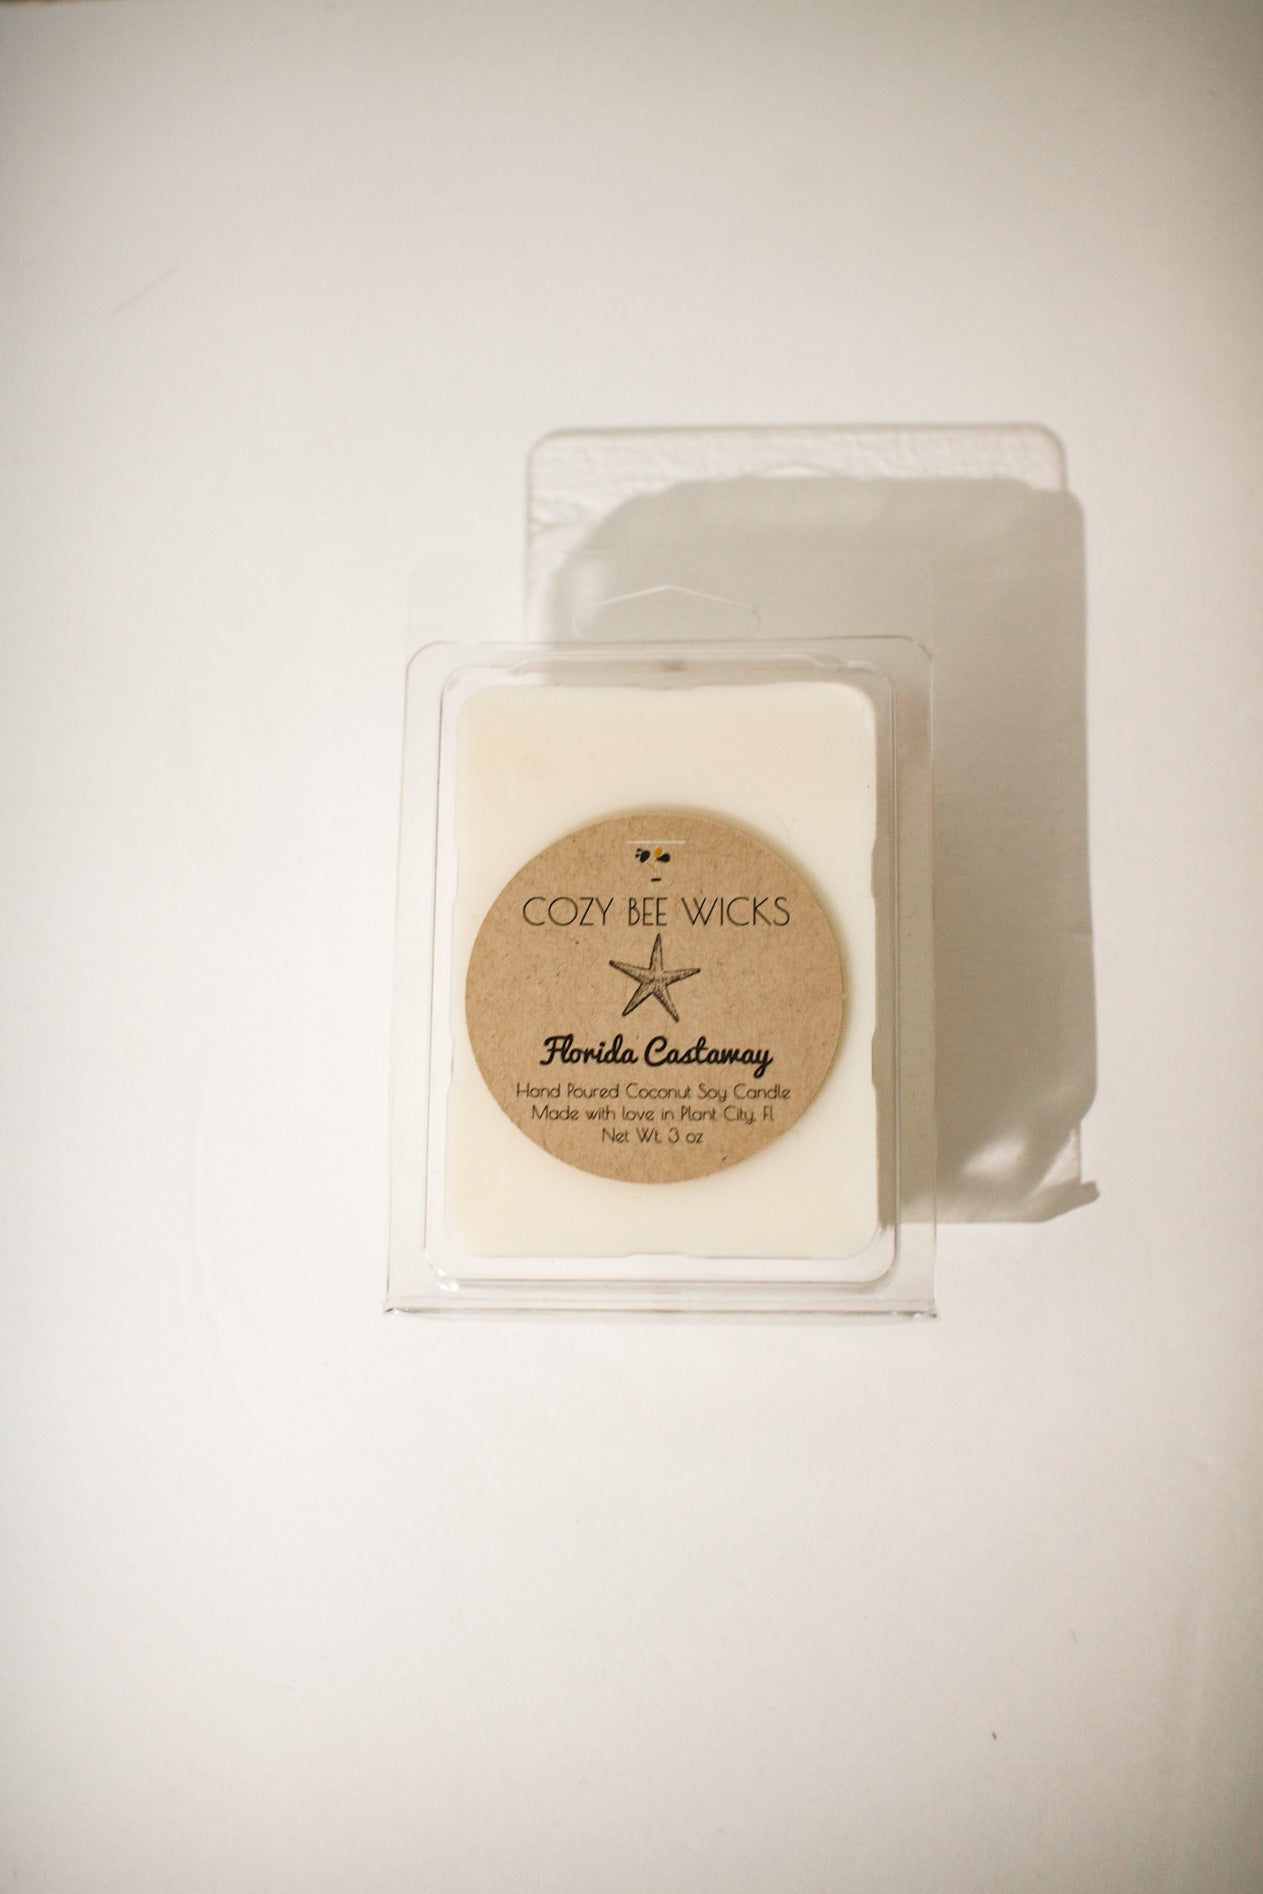 COZY BEE WICKS
Florida Castaway
Hand Poured Coconut Soy Candle
Made with love in Plant City, Fl
Net Wt. 3 oz